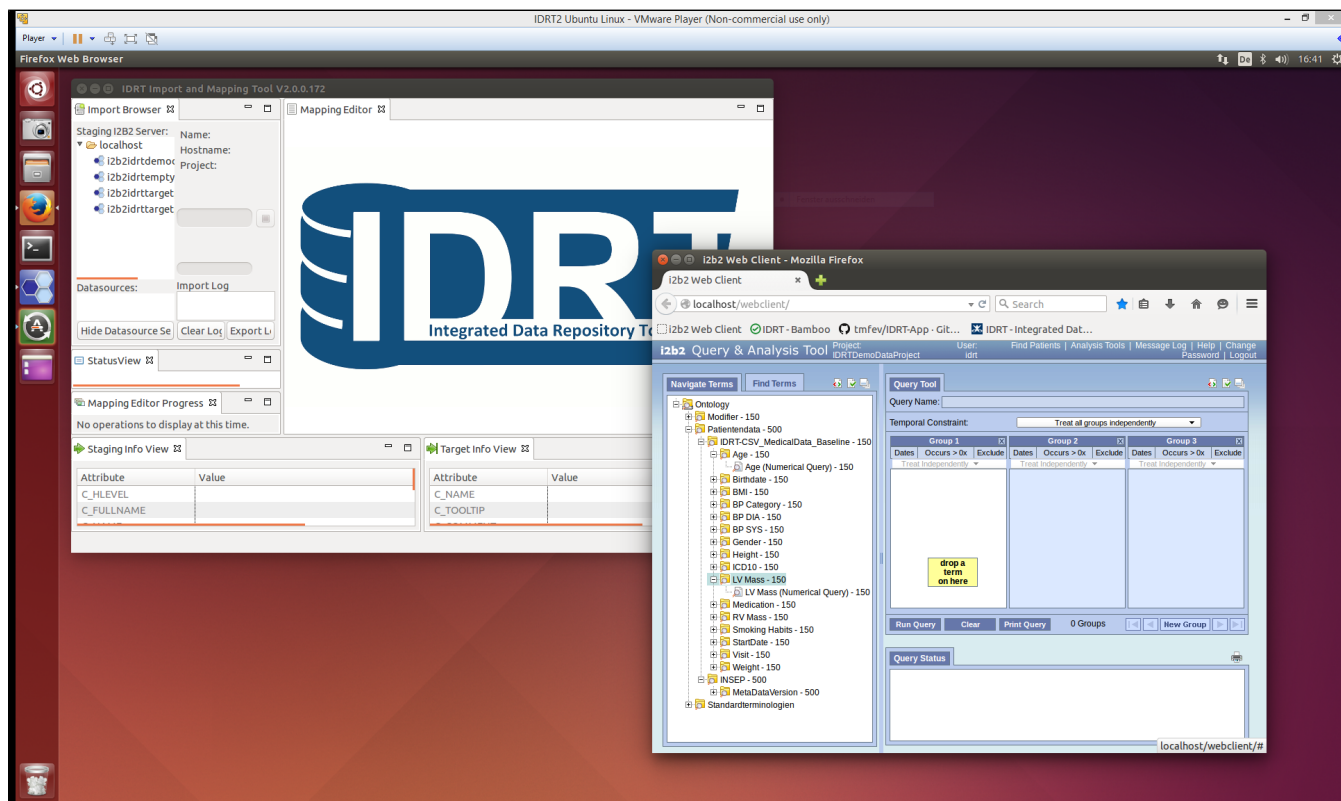 IDRT2 Ubuntu Linux - VMware Player (Non-commercial use only)
Player
Firefox Web Browser
De
16:41
IDRT Import and Mapping Tool V2.0.0.172
Import Browser
Mapping Editor
Staging I2B2 Server:
localhost
i2b2idrtdemo
i2b2idrtempty
i2b2idrttarget
i2b2idrttarget
Name:
Hostname:
Project:
Datasources:
Import Log
Hide Datasource Se
Clear Log
Export L
IDRT
Integrated Data Repository To
StatusView
Mapping Editor Progress
No operations to display at this time.
Staging Info View
Attribute Value
C_HLEVEL
C_FULLNAME
Target Info View
Attribute Value
C_NAME
C_TOOLTIP
i2b2 Web Client - Mozilla Firefox
i2b2 Web Client
localhost/webclient/
Search
i2b2 Web Client
IDRT - Bamboo
tmfev/IDRT-App · Git...
IDRT - Integrated Dat...
i2b2 Query & Analysis Tool
Project:
IDRTDemoDataProject
User:
idrt
Find Patients | Analysis Tools | Message Log | Help | Change
Password | Logout
Navigate Terms
Find Terms
Ontology
Modifier - 150
Patientendata - 500
IDRT-CSV_MedicalData_Baseline - 150
Age - 150
Age (Numerical Query) - 150
Birthdate - 150
BMI - 150
BP Category - 150
BP DIA - 150
BP SYS - 150
Gender - 150
Height - 150
ICD10 - 150
LV Mass - 150
LV Mass (Numerical Query) - 150
Medication - 150
RV Mass - 150
Smoking Habits - 150
StartDate - 150
Visit - 150
Weight - 150
INSEP - 500
MetaDataVersion - 500
Standardterminologien
Query Tool
Query Name:
Temporal Constraint:
Treat all groups independently
Group 1
Group 2
Group 3
Dates Occurs > 0x Exclude
Dates Occurs > 0x Exclude
Dates Occurs > 0x Exclude
Treat Independently
Treat Independently
Treat Independently
drop a
term
on here
Run Query
Clear
Print Query
0 Groups
New Group
Query Status
localhost/webclient/#